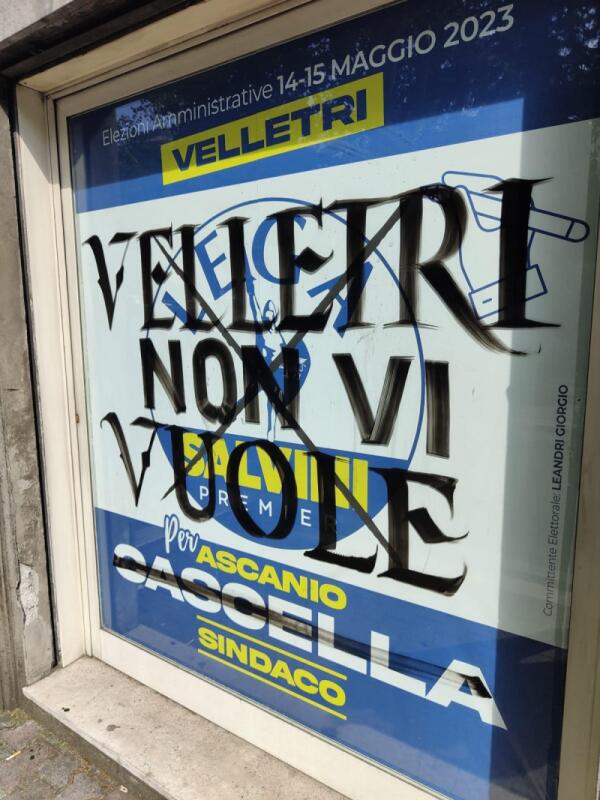 Elezioni Amministrative 14-15 MAGGIO 2023
VELLETRI
VELLETRI
LEGA
NON VI
VUOLE
SALVINI
PREMIER
Per ASCANIO
CASCELLA
SINDACO
Committente Elettorale: LEANDRI GIORGIO